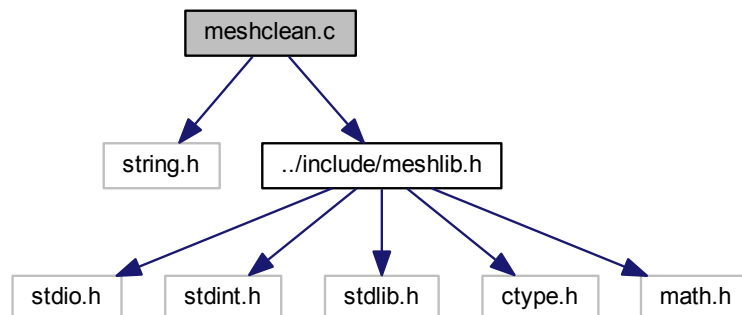 meshclean.c
string.h
../include/meshlib.h
stdio.h
stdint.h
stdlib.h
ctype.h
math.h